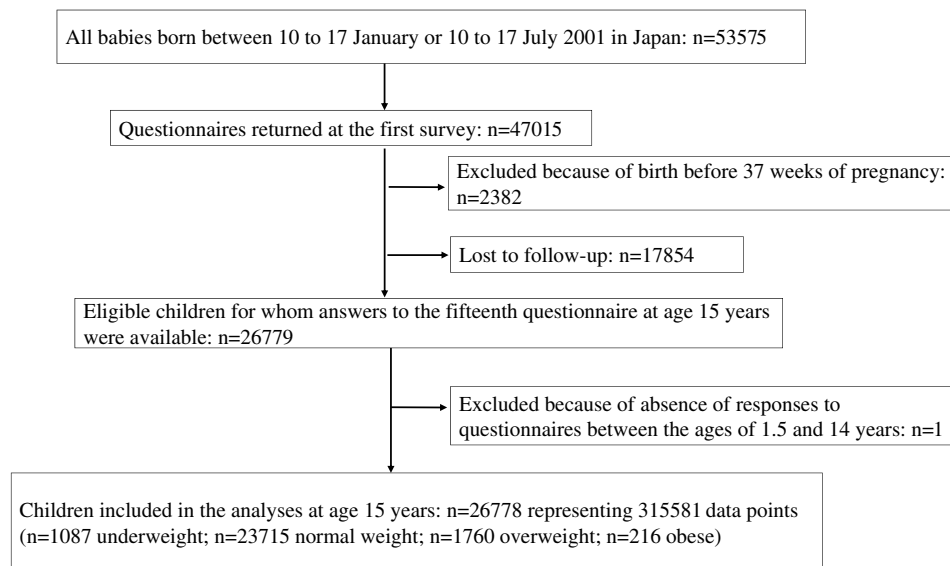 All babies born between 10 to 17 January or 10 to 17 July 2001 in Japan: n=53575
Questionnaires returned at the first survey: n=47015
Excluded because of birth before 37 weeks of pregnancy:
n=2382
Lost to follow-up: n=17854
Eligible children for whom answers to the fifteenth questionnaire at age 15 years
were available: n=26779
Excluded because of absence of responses to
questionnaires between the ages of 1.5 and 14 years: n=1
Children included in the analyses at age 15 years: n=26778 representing 315581 data points
(n=1087 underweight; n=23715 normal weight; n=1760 overweight; n=216 obese)